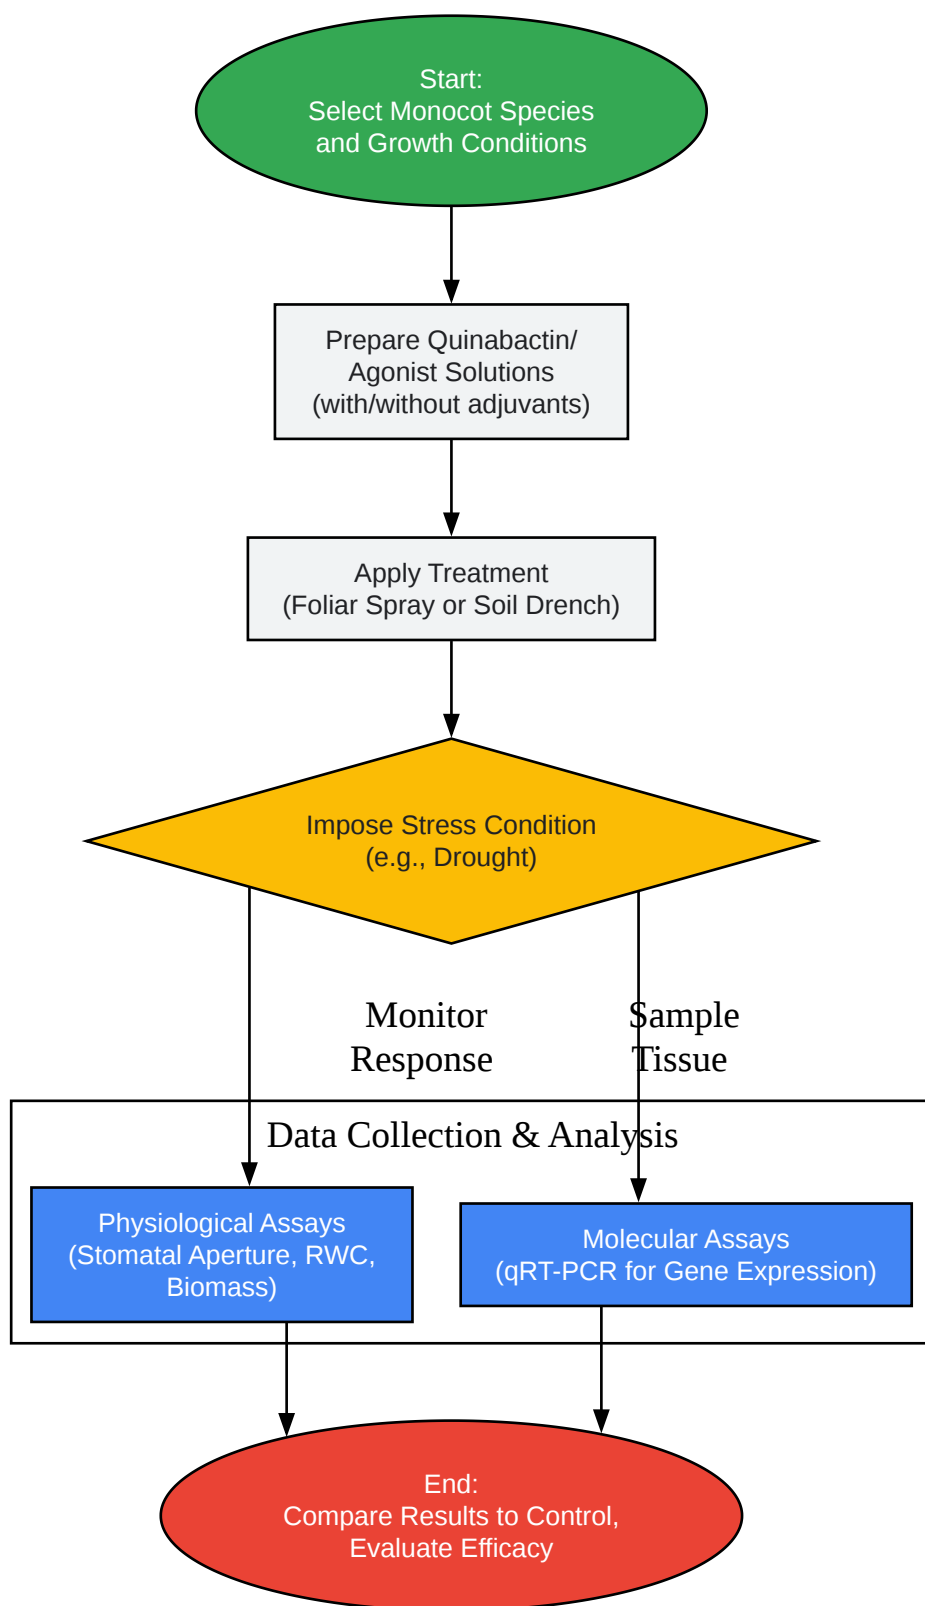 Start:
Select Monocot Species
and Growth Conditions
Prepare Quinabactin/
Agonist Solutions
(with/without adjuvants)
Apply Treatment
(Foliar Spray or Soil Drench)
Impose Stress Condition
(e.g., Drought)
Monitor
Response
Sample
Tissue
Data Collection & Analysis
Physiological Assays
(Stomatal Aperture, RWC,
Biomass)
Molecular Assays
(qRT-PCR for Gene Expression)
End:
Compare Results to Control,
Evaluate Efficacy